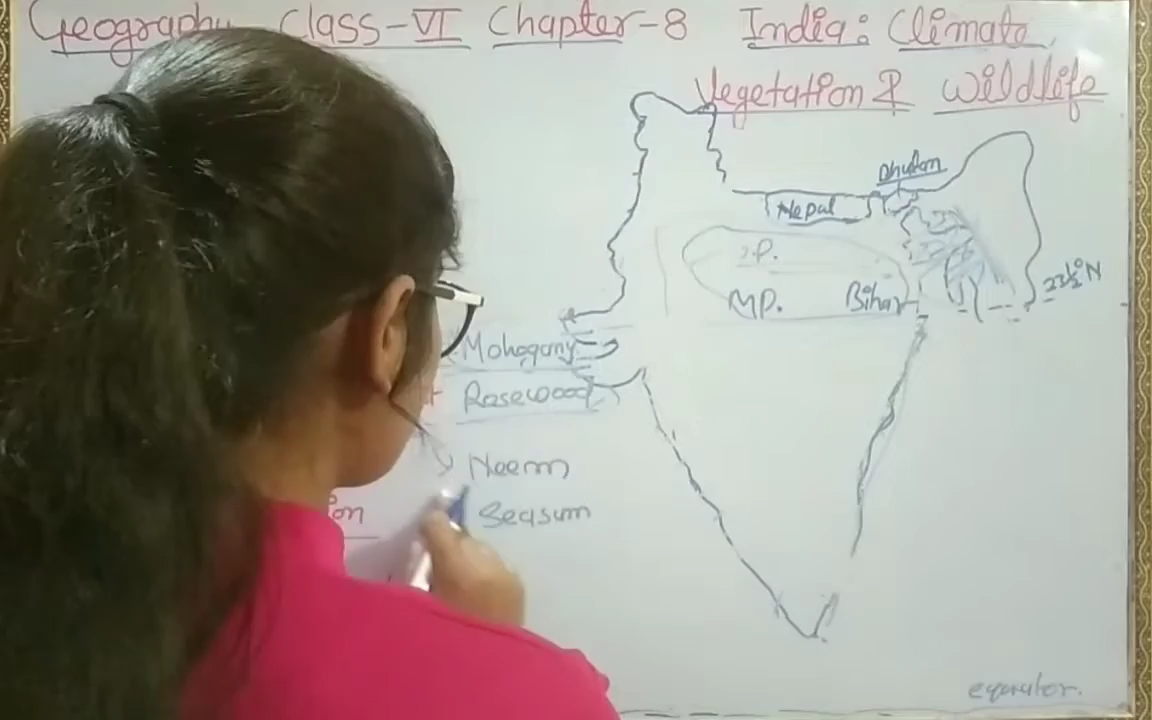 Geography Class-VI Chapter-8 India: Climate,
Vegetation & Wildlife
Bhutan
Nepal
U.P.
23½°N
M.P. Bihar
Mohogany
Rosewood
Neem
Seasum
ion
equator.